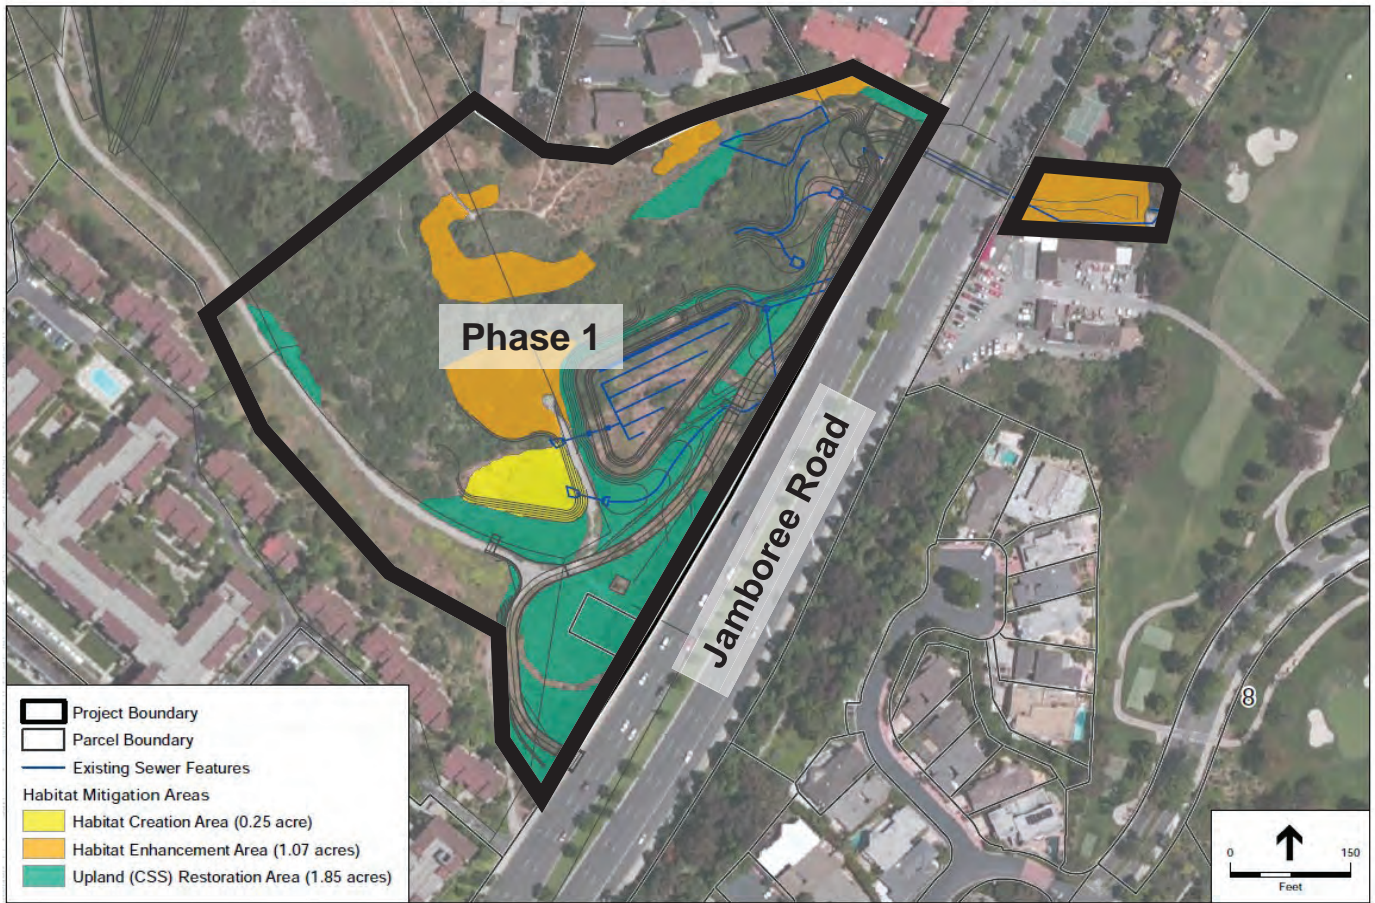 Phase 1
Jamboree Road
8
Project Boundary
Parcel Boundary
Existing Sewer Features
Habitat Mitigation Areas
Habitat Creation Area (0.25 acre)
Habitat Enhancement Area (1.07 acres)
Upland (CSS) Restoration Area (1.85 acres)
0 150
Feet